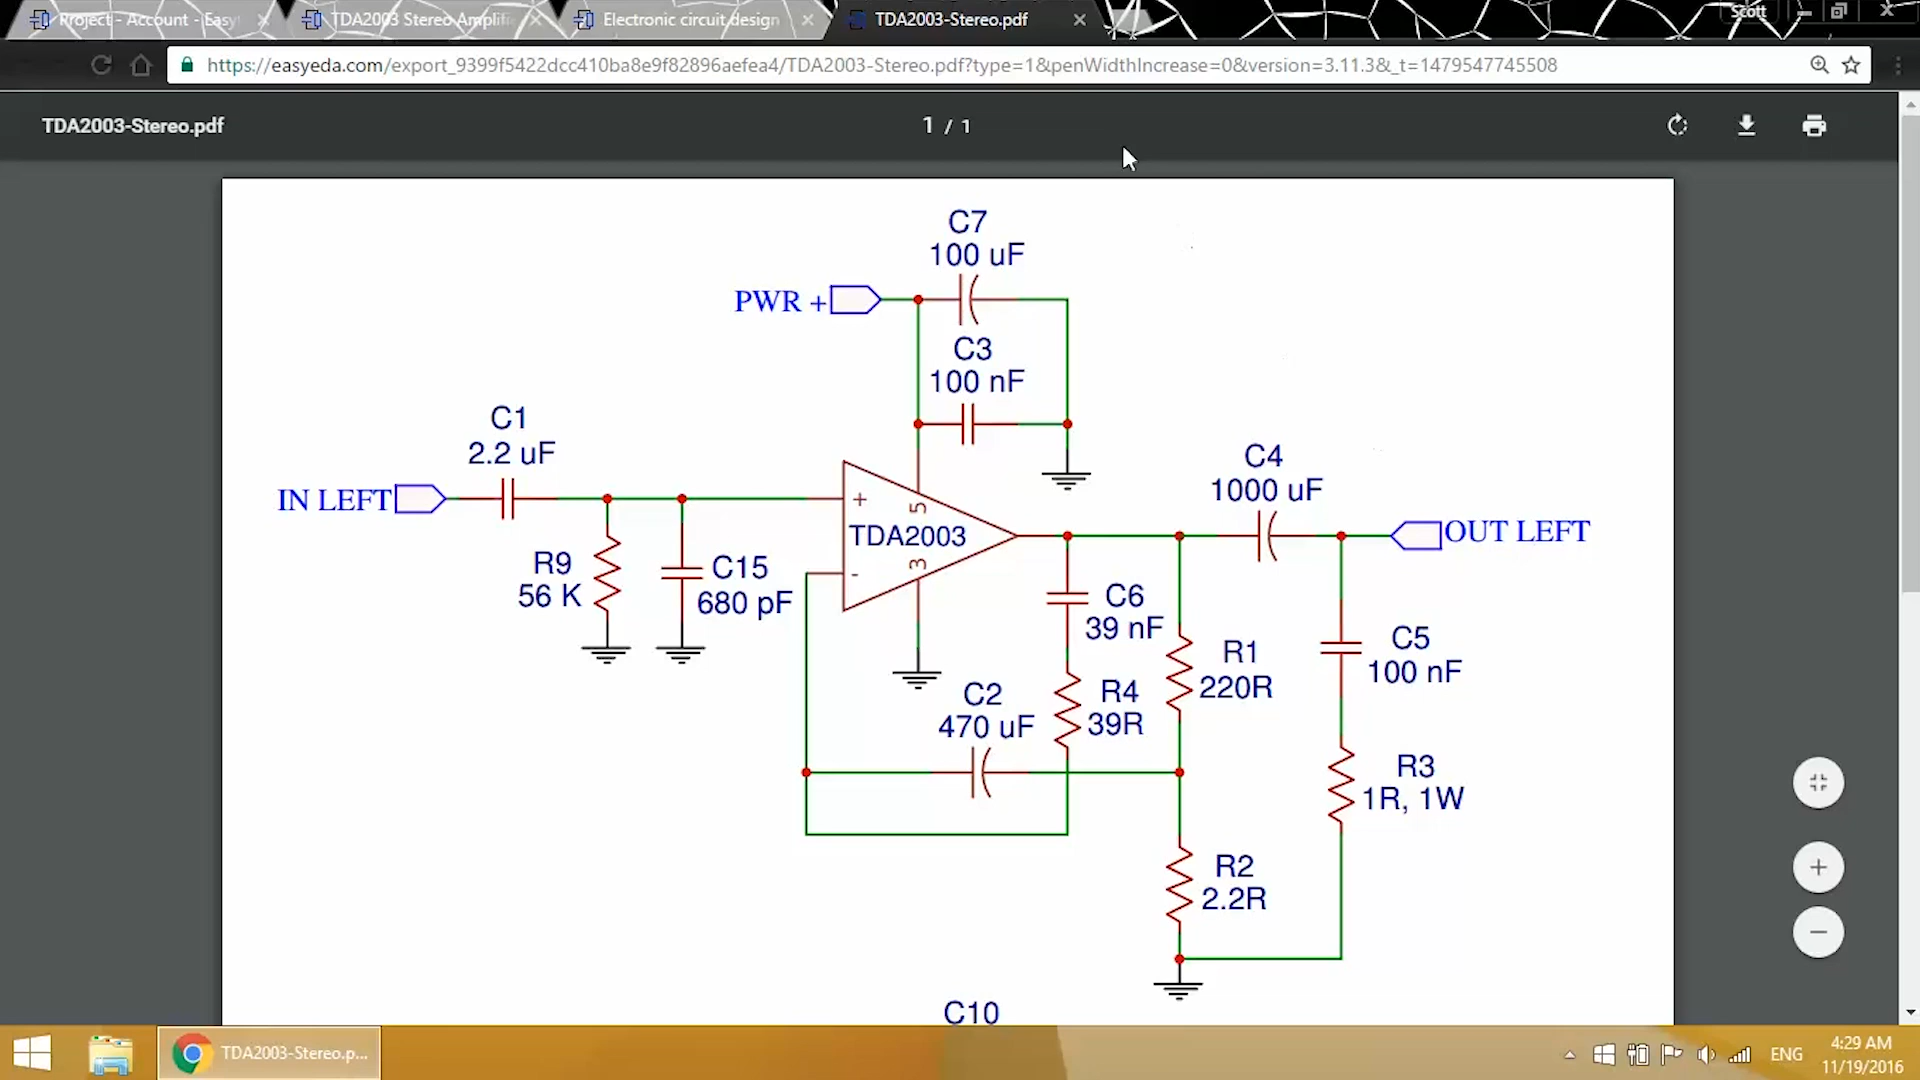 Project - Account - Easy
TDA2003 Stereo Amplif
Electronic circuit design
TDA2003-Stereo.pdf
Scott
https://easyeda.com/export_9399f5422dcc410ba8e9f82896aefea4/TDA2003-Stereo.pdf?type=1&penWidthIncrease=0&version=3.11.3&_t=1479547745508
TDA2003-Stereo.pdf
1 / 1
C7
100 uF
PWR +
C3
100 nF
C1
2.2 uF
IN LEFT
R9
56 K
C15
680 pF
+
5
TDA2003
-
3
C4
1000 uF
OUT LEFT
C6
39 nF
R1
220R
C5
100 nF
C2
470 uF
R4
39R
R3
1R, 1W
R2
2.2R
C10
TDA2003-Stereo.p...
ENG
4:29 AM
11/19/2016